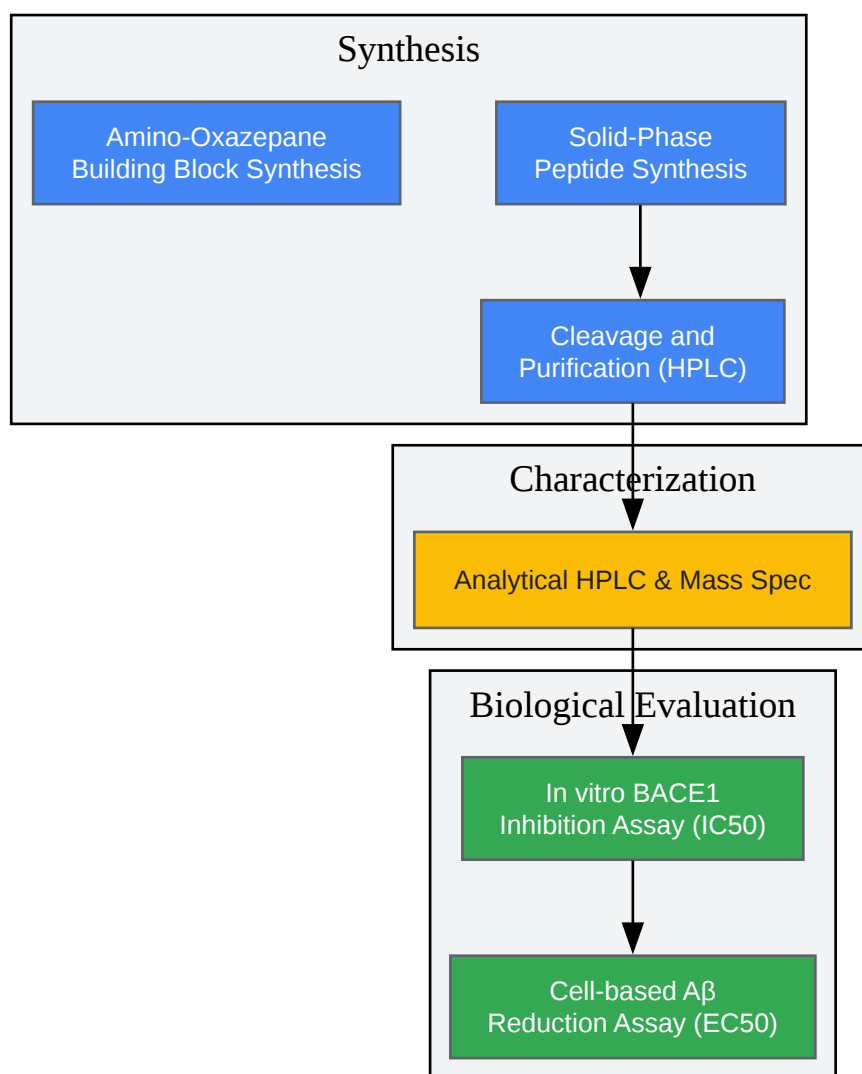 Synthesis
Amino-Oxazepane
Building Block Synthesis
Solid-Phase
Peptide Synthesis
Cleavage and
Purification (HPLC)
Characterization
Analytical HPLC & Mass Spec
Biological Evaluation
In vitro BACE1
Inhibition Assay (IC50)
Cell-based Aβ
Reduction Assay (EC50)